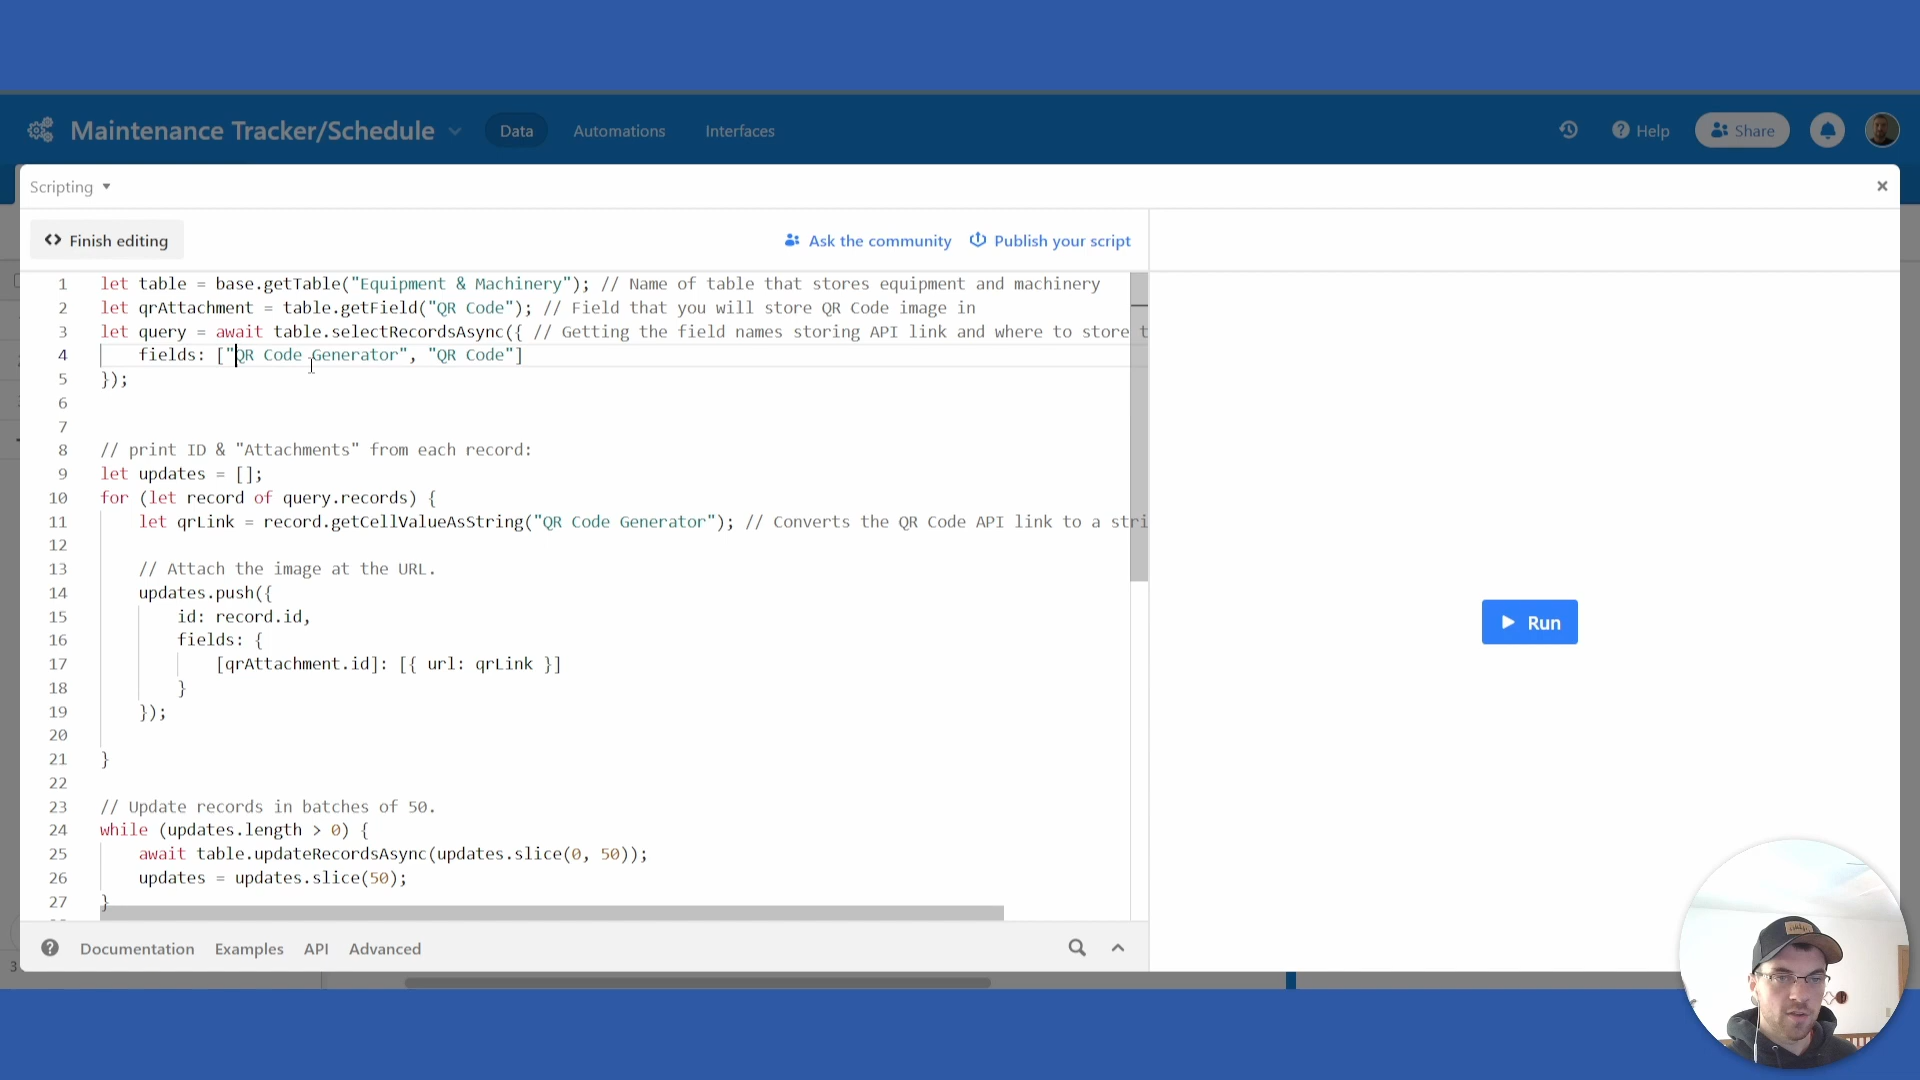 Maintenance Tracker/Schedule
Data
Automations
Interfaces
Help
Share
Scripting
Finish editing
Ask the community
Publish your script
1 let table = base.getTable("Equipment & Machinery"); // Name of table that stores equipment and machinery
2 let qrAttachment = table.getField("QR Code"); // Field that you will store QR Code image in
3 let query = await table.selectRecordsAsync({ // Getting the field names storing API link and where to store t
4 fields: ["QR Code Generator", "QR Code"]
5 });
6
7
8 // print ID & "Attachments" from each record:
9 let updates = [];
10 for (let record of query.records) {
11 let qrLink = record.getCellValueAsString("QR Code Generator"); // Converts the QR Code API link to a stri
12
13 // Attach the image at the URL.
14 updates.push({
15 id: record.id,
16 fields: {
17 [qrAttachment.id]: [{ url: qrLink }]
18 }
19 });
20
21 }
22
23 // Update records in batches of 50.
24 while (updates.length > 0) {
25 await table.updateRecordsAsync(updates.slice(0, 50));
26 updates = updates.slice(50);
27 }
Run
Documentation
Examples
API
Advanced
3